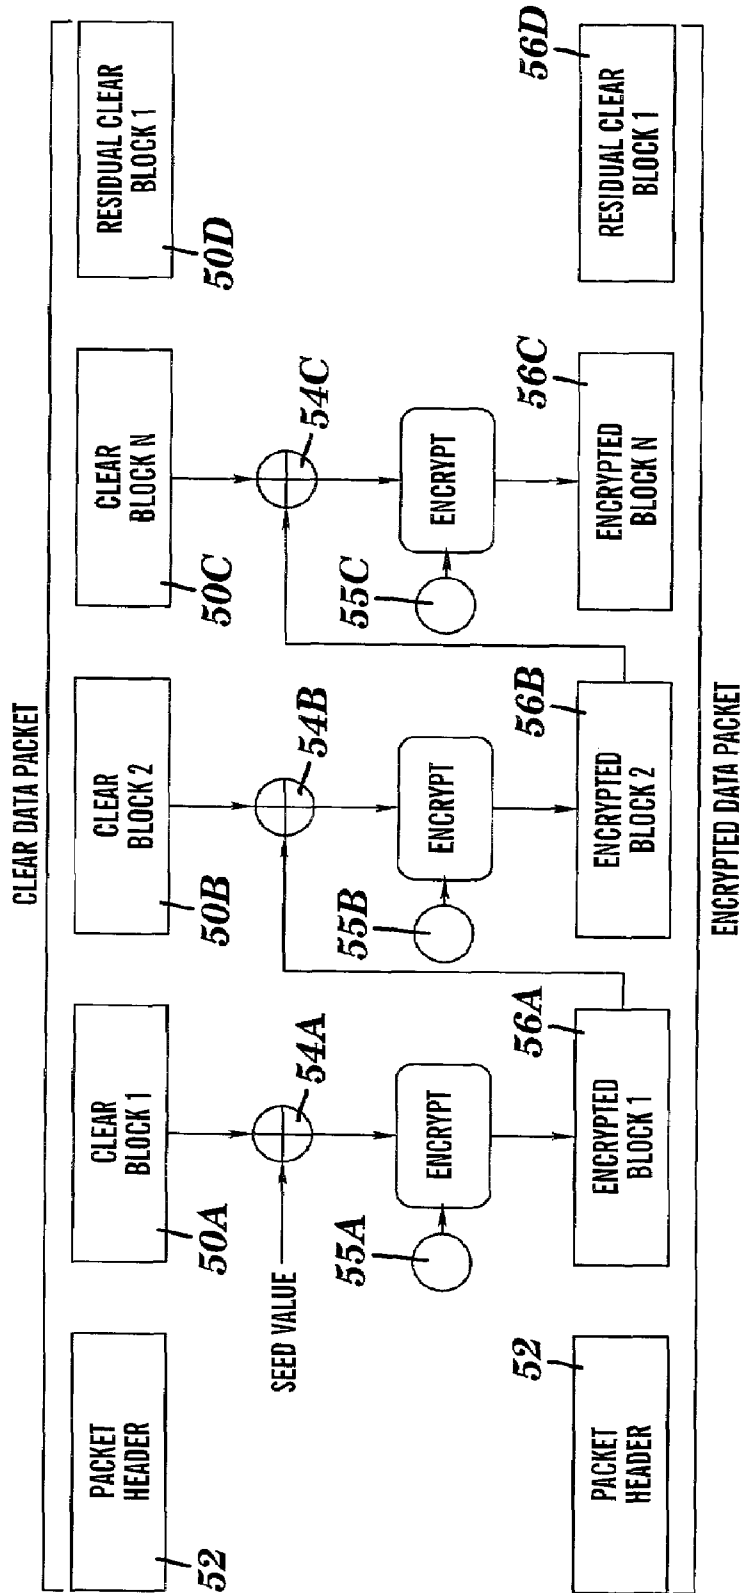 CLEAR DATA PACKET
PACKET
HEADER
52
CLEAR
BLOCK 1
50A
CLEAR
BLOCK 2
50B
CLEAR
BLOCK N
50C
RESIDUAL CLEAR
BLOCK 1
50D
SEED VALUE
54A
54B
54C
55A
ENCRYPT
55B
ENCRYPT
55C
ENCRYPT
52
PACKET
HEADER
56A
ENCRYPTED
BLOCK 1
56B
ENCRYPTED
BLOCK 2
56C
ENCRYPTED
BLOCK N
56D
RESIDUAL CLEAR
BLOCK 1
ENCRYPTED DATA PACKET